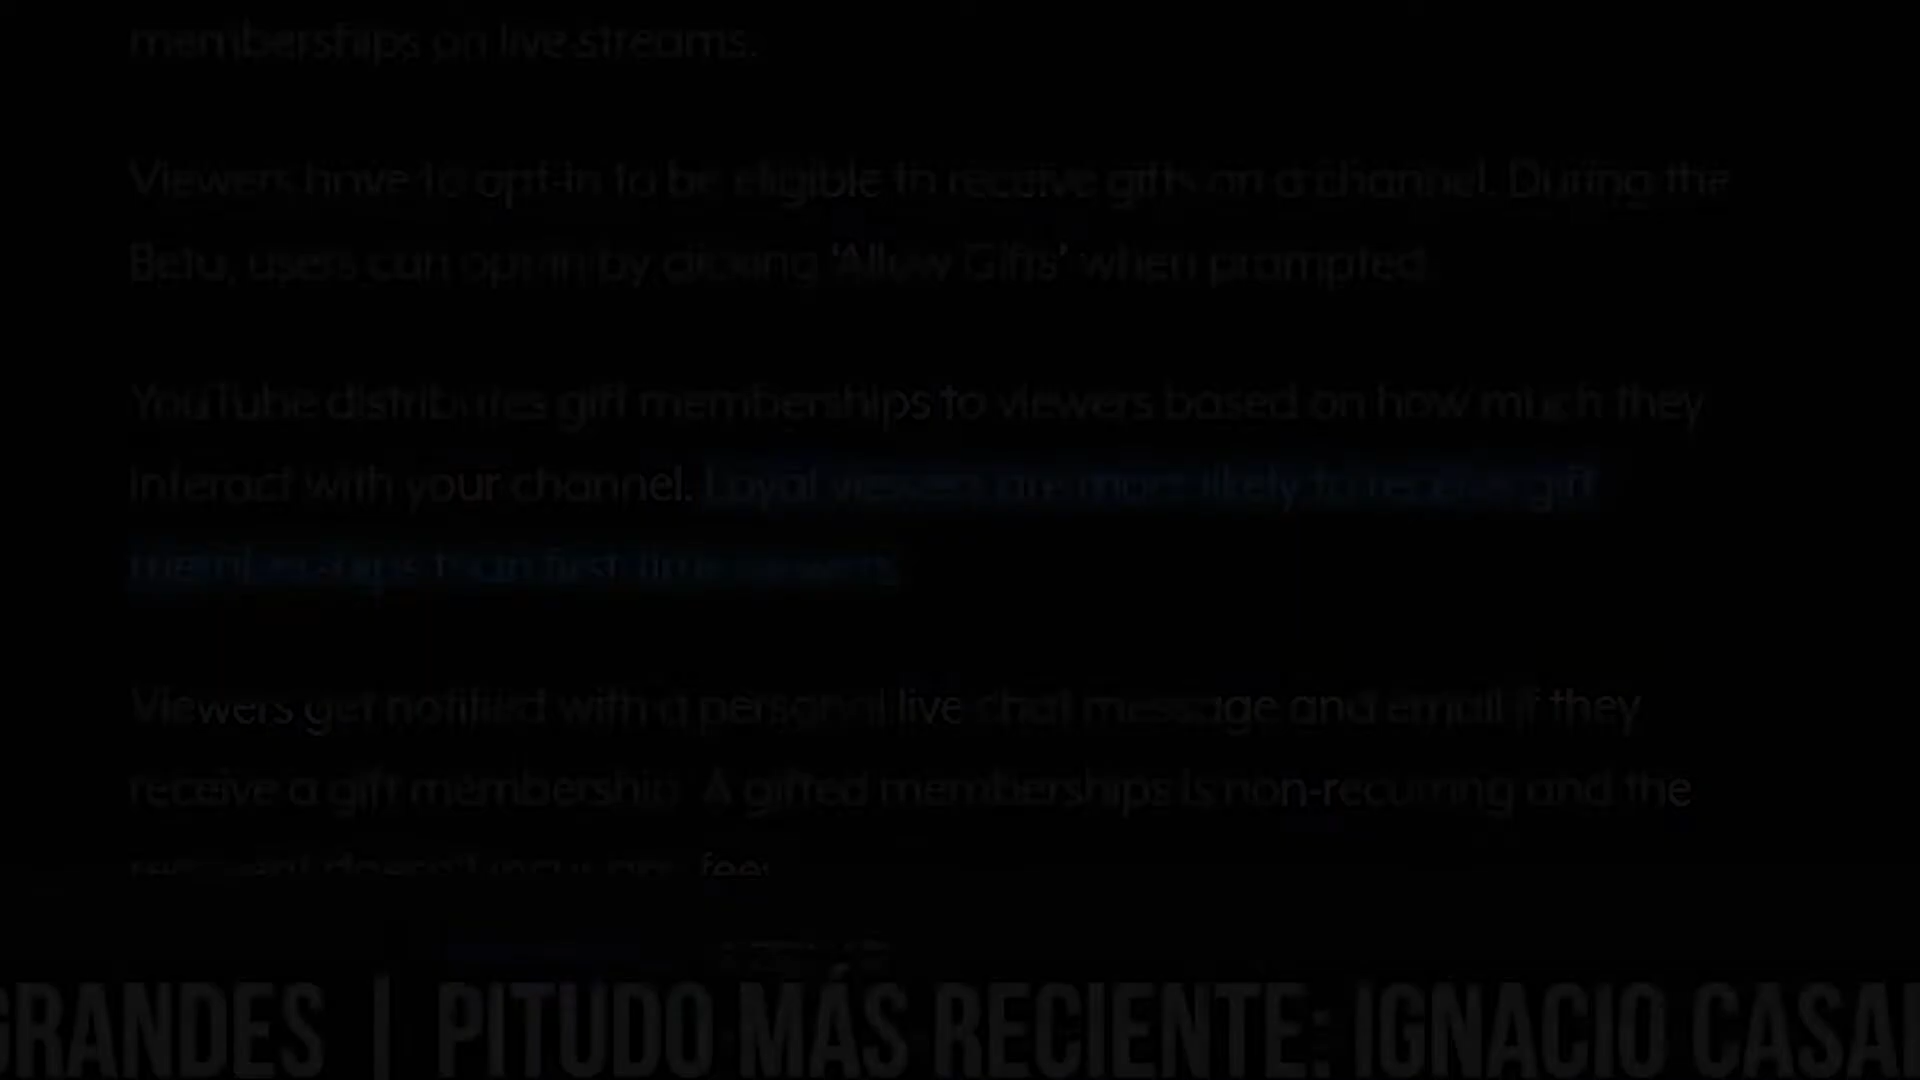 memberships on live streams.
Viewers have to opt-in to be eligible to receive gifts on a channel. During the
Beta, users can opt-in by clicking 'Allow Gifts' when prompted.
YouTube distributes gift memberships to viewers based on how much they
interact with your channel. Loyal viewers are more likely to receive gift
memberships than first-time viewers.
Viewers get notified with a personal live chat message and email if they
receive a gift membership. A gifted memberships is non-recurring and the
GRANDES | PITUDO MÁS RECIENTE: IGNACIO CASA